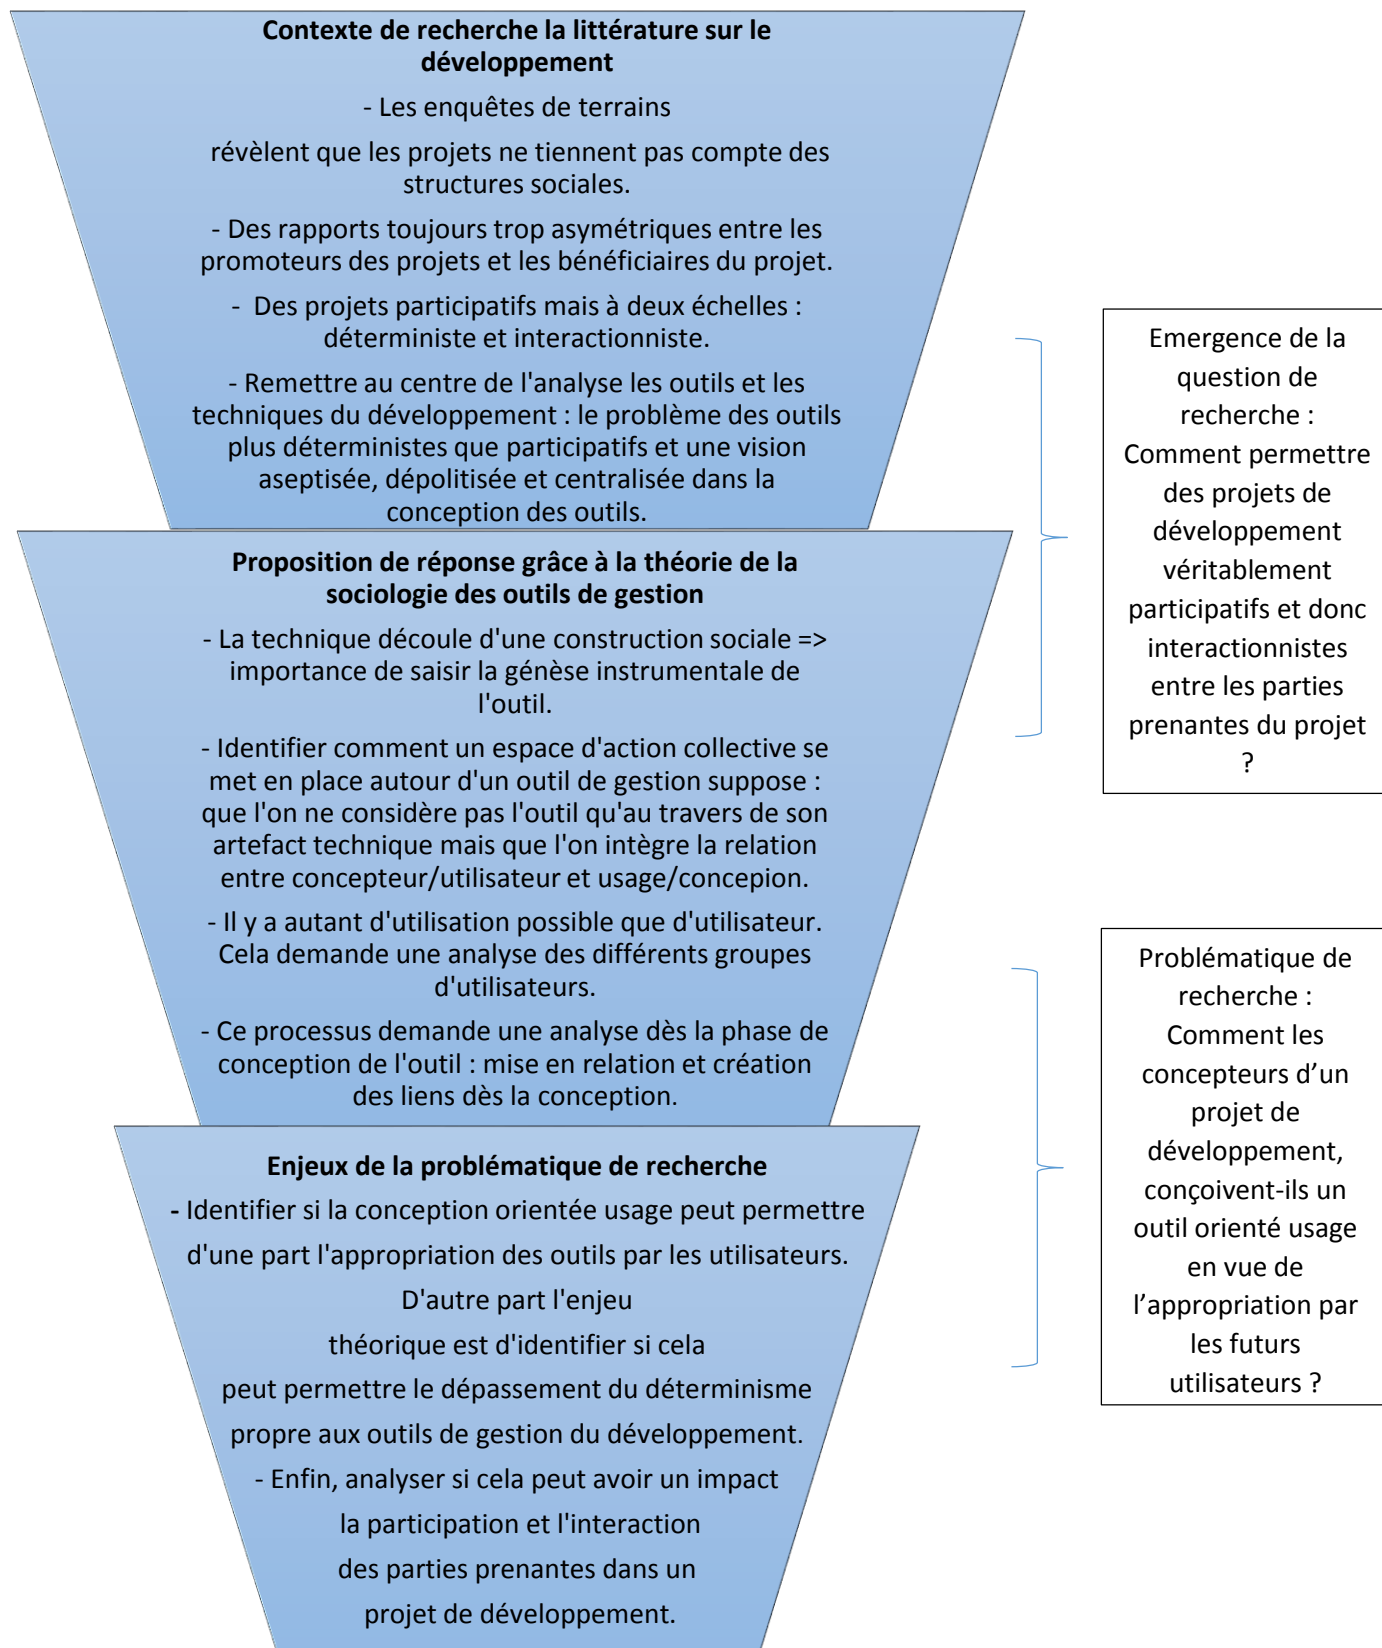 Contexte de recherche la littérature sur le
développement
- Les enquêtes de terrains
révèlent que les projets ne tiennent pas compte des
structures sociales.
- Des rapports toujours trop asymétriques entre les
promoteurs des projets et les bénéficiaires du projet.
- Des projets participatifs mais à deux échelles :
déterministe et interactionniste.
- Remettre au centre de l'analyse les outils et les
techniques du développement : le problème des outils
plus déterministes que participatifs et une vision
aseptisée, dépolitisée et centralisée dans la
conception des outils.
Proposition de réponse grâce à la théorie de la
sociologie des outils de gestion
- La technique découle d'une construction sociale =>
importance de saisir la génèse instrumentale de
l'outil.
- Identifier comment un espace d'action collective se
met en place autour d'un outil de gestion suppose :
que l'on ne considère pas l'outil qu'au travers de son
artefact technique mais que l'on intègre la relation
entre concepteur/utilisateur et usage/concepion.
- Il y a autant d'utilisation possible que d'utilisateur.
Cela demande une analyse des différents groupes
d'utilisateurs.
- Ce processus demande une analyse dès la phase de
conception de l'outil : mise en relation et création
des liens dès la conception.
Enjeux de la problématique de recherche
- Identifier si la conception orientée usage peut permettre
d'une part l'appropriation des outils par les utilisateurs.
D'autre part l'enjeu
théorique est d'identifier si cela
peut permettre le dépassement du déterminisme
propre aux outils de gestion du développement.
- Enfin, analyser si cela peut avoir un impact
la participation et l'interaction
des parties prenantes dans un
projet de développement.
Emergence de la
question de
recherche :
Comment permettre
des projets de
développement
véritablement
participatifs et donc
interactionnistes
entre les parties
prenantes du projet
?
Problématique de
recherche :
Comment les
concepteurs d’un
projet de
développement,
conçoivent-ils un
outil orienté usage
en vue de
l’appropriation par
les futurs
utilisateurs ?